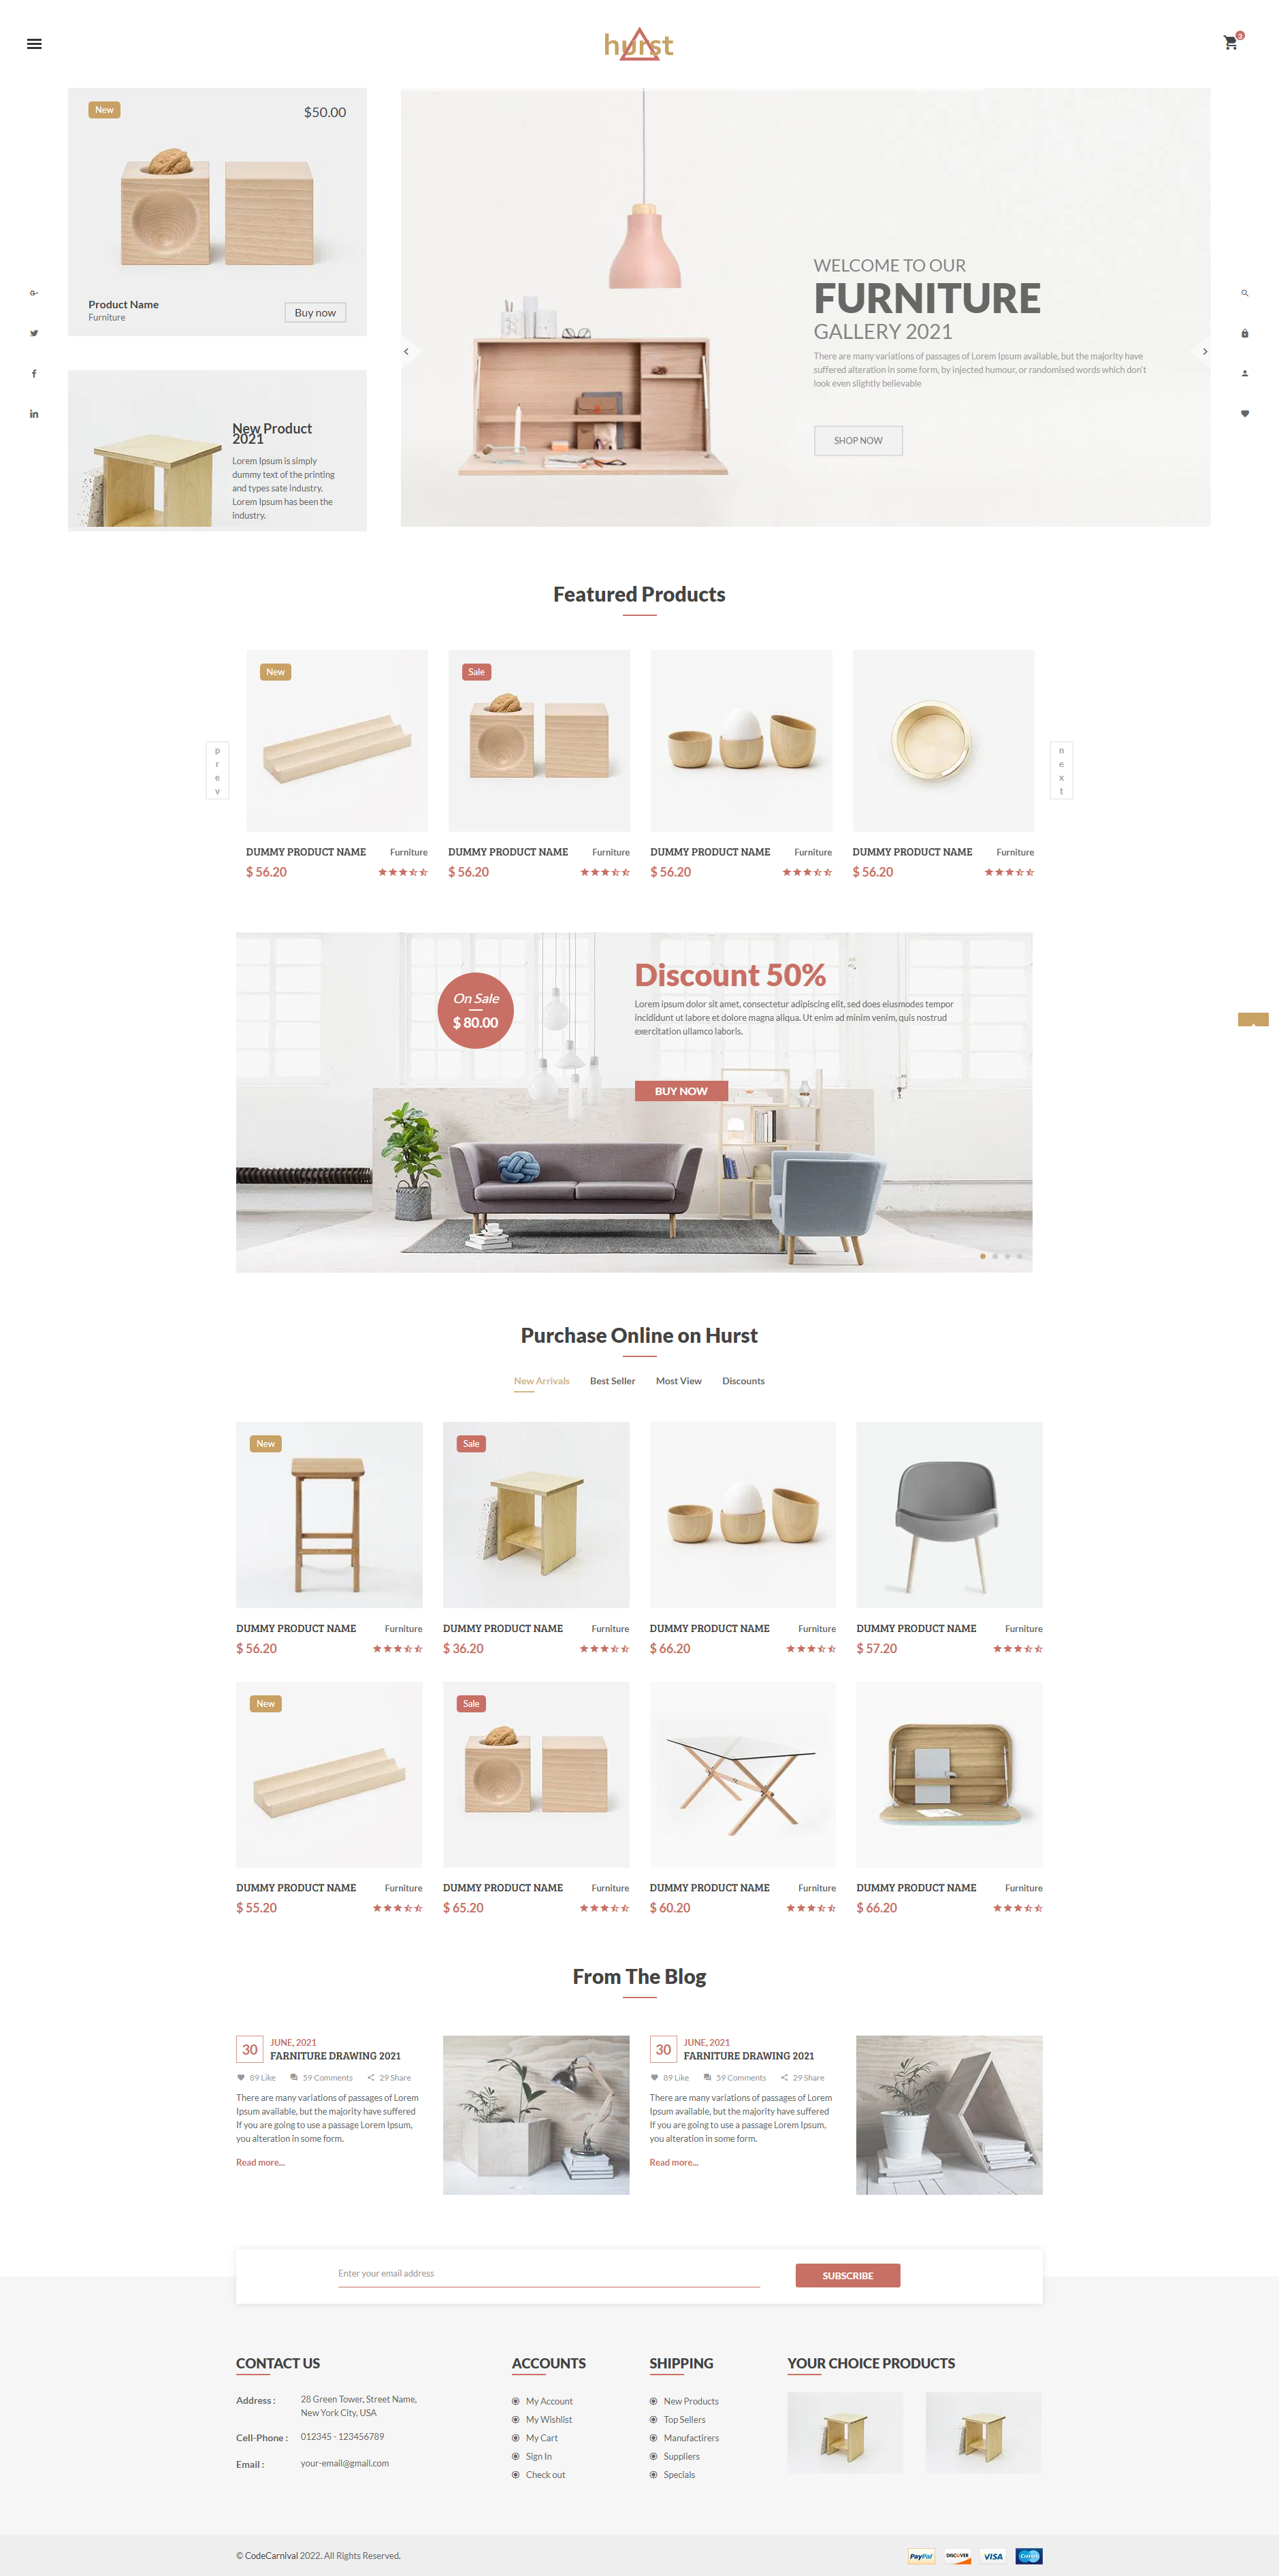 hurst
3
New
$50.00
Product Name
Furniture
Buy now
New Product
2021
Lorem Ipsum is simply
dummy text of the printing
and types sate industry.
Lorem Ipsum has been the
industry.
WELCOME TO OUR
FURNITURE
GALLERY 2021
There are many variations of passages of Lorem Ipsum available, but the majority have
suffered alteration in some form, by injected humour, or randomised words which don't
look even slightly believable
SHOP NOW
Featured Products
prev
New
Sale
next
DUMMY PRODUCT NAME Furniture
$ 56.20
DUMMY PRODUCT NAME Furniture
$ 56.20
DUMMY PRODUCT NAME Furniture
$ 56.20
DUMMY PRODUCT NAME Furniture
$ 56.20
On Sale
$ 80.00
Discount 50%
Lorem ipsum dolor sit amet, consectetur adipiscing elit, sed does eiusmodes tempor
incididunt ut labore et dolore magna aliqua. Ut enim ad minim venim, quis nostrud
exercitation ullamco laboris.
BUY NOW
Purchase Online on Hurst
New Arrivals Best Seller Most View Discounts
New
Sale
DUMMY PRODUCT NAME Furniture
$ 56.20
DUMMY PRODUCT NAME Furniture
$ 36.20
DUMMY PRODUCT NAME Furniture
$ 66.20
DUMMY PRODUCT NAME Furniture
$ 57.20
New
Sale
DUMMY PRODUCT NAME Furniture
$ 55.20
DUMMY PRODUCT NAME Furniture
$ 65.20
DUMMY PRODUCT NAME Furniture
$ 60.20
DUMMY PRODUCT NAME Furniture
$ 66.20
From The Blog
30
JUNE, 2021
FARNITURE DRAWING 2021
89 Like 59 Comments 29 Share
There are many variations of passages of Lorem
Ipsum available, but the majority have suffered
If you are going to use a passage Lorem Ipsum,
you alteration in some form.
Read more...
30
JUNE, 2021
FARNITURE DRAWING 2021
89 Like 59 Comments 29 Share
There are many variations of passages of Lorem
Ipsum available, but the majority have suffered
If you are going to use a passage Lorem Ipsum,
you alteration in some form.
Read more...
Enter your email address
SUBSCRIBE
CONTACT US
Address : 28 Green Tower, Street Name,
New York City, USA
Cell-Phone : 012345 - 123456789
Email : your-email@gmail.com
ACCOUNTS
My Account
My Wishlist
My Cart
Sign In
Check out
SHIPPING
New Products
Top Sellers
Manufactirers
Suppliers
Specials
YOUR CHOICE PRODUCTS
© CodeCarnival 2022. All Rights Reserved.
PayPal DISCOVER VISA Cirrus